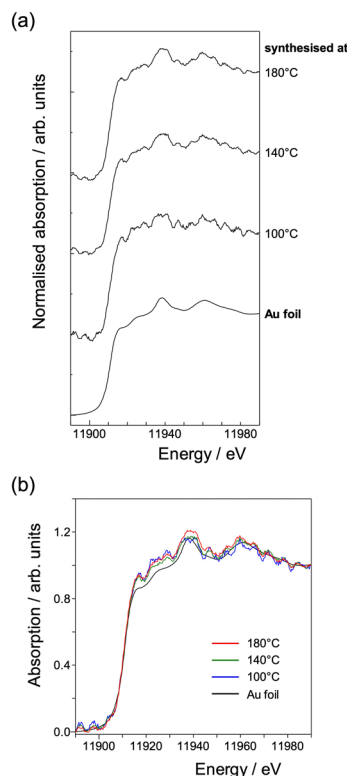 (a)
Normalised absorption / arb. units
synthesised at
180°C
140°C
100°C
Au foil
11900 11940 11980
Energy / eV
(b)
Absorption / arb. units
1.2
0.8
0.4
0.0
180°C
140°C
100°C
Au foil
11900 11920 11940 11960 11980
Energy / eV